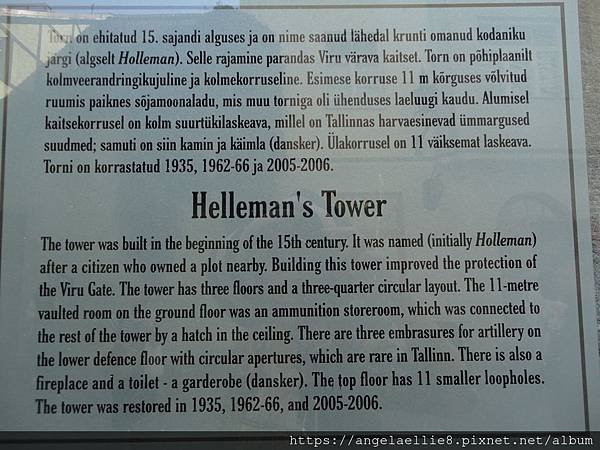 Torn on ehitatud 15. sajandi alguses ja on nime saanud lähedal krunti omanud kodaniku
järgi (algselt Holleman). Selle rajamine parandas Viru värava kaitset. Torn on põhiplaanilt
kolmveerandringikujuline ja kolmekorruseline. Esimese korruse 11 m kõrguses võlvitud
ruumis paiknes sõjamoonaladu, mis muu torniga oli ühenduses laeluugi kaudu. Alumisel
kaitsekorrusel on kolm suurtükilaskeava, millel on Tallinnas harvaesinevad ümmargused
suudmed; samuti on siin kamin ja käimla (dansker). Ülakorrusel on 11 väiksemat laskeava.
Torni on korrastatud 1935, 1962-66 ja 2005-2006.
Helleman's Tower
The tower was built in the beginning of the 15th century. It was named (initially Holleman)
after a citizen who owned a plot nearby. Building this tower improved the protection of
the Viru Gate. The tower has three floors and a three-quarter circular layout. The 11-metre
vaulted room on the ground floor was an ammunition storeroom, which was connected to
the rest of the tower by a hatch in the ceiling. There are three embrasures for artillery on
the lower defence floor with circular apertures, which are rare in Tallinn. There is also a
fireplace and a toilet - a garderobe (dansker). The top floor has 11 smaller loopholes.
The tower was restored in 1935, 1962-66, and 2005-2006.
https://angelaellie8.pixnet.net/album